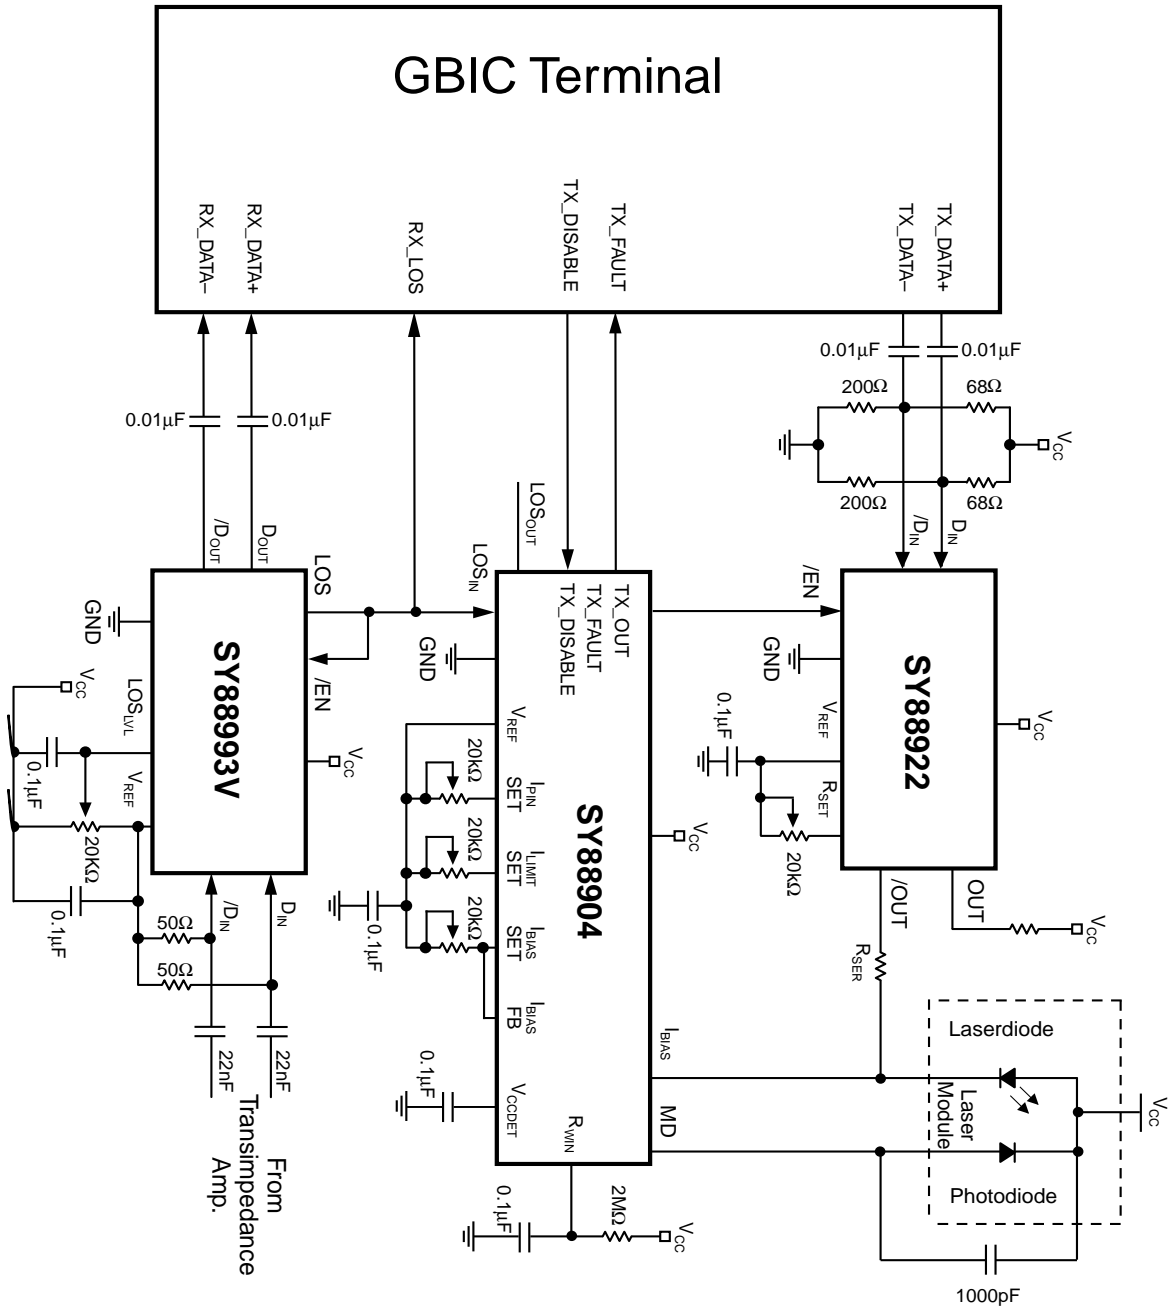 GBIC Terminal
RX_DATA–
RX_DATA+
RX_LOS
TX_DISABLE
TX_FAULT
TX_DATA–
TX_DATA+
0.01µF
0.01µF
0.01µF
0.01µF
200Ω
68Ω
200Ω
68Ω
VCC
/DOUT
DOUT
LOS
LOSIN
LOSOUT
/DIN
DIN
/EN
TX_DISABLE
TX_FAULT
TX_OUT
GND
SY88993V
/EN
VCC
LOSLVL
VREF
VCC
0.1µF
20KΩ
0.1µF
/DIN
DIN
50Ω
50Ω
22nF
22nF
From
Transimpedance
Amp.
GND
SY88904
VCC
VREF
20kΩ
IPIN
SET
20kΩ
ILIMIT
SET
20kΩ
IBIAS
SET
0.1µF
IBIAS
FB
0.1µF
VCCDET
RWIN
0.1µF
2MΩ
VCC
IBIAS
MD
GND
SY88922
VCC
VREF
RSET
0.1µF
20kΩ
/OUT
OUT
VCC
RSER
Laserdiode
Laser
Module
Photodiode
VCC
1000pF